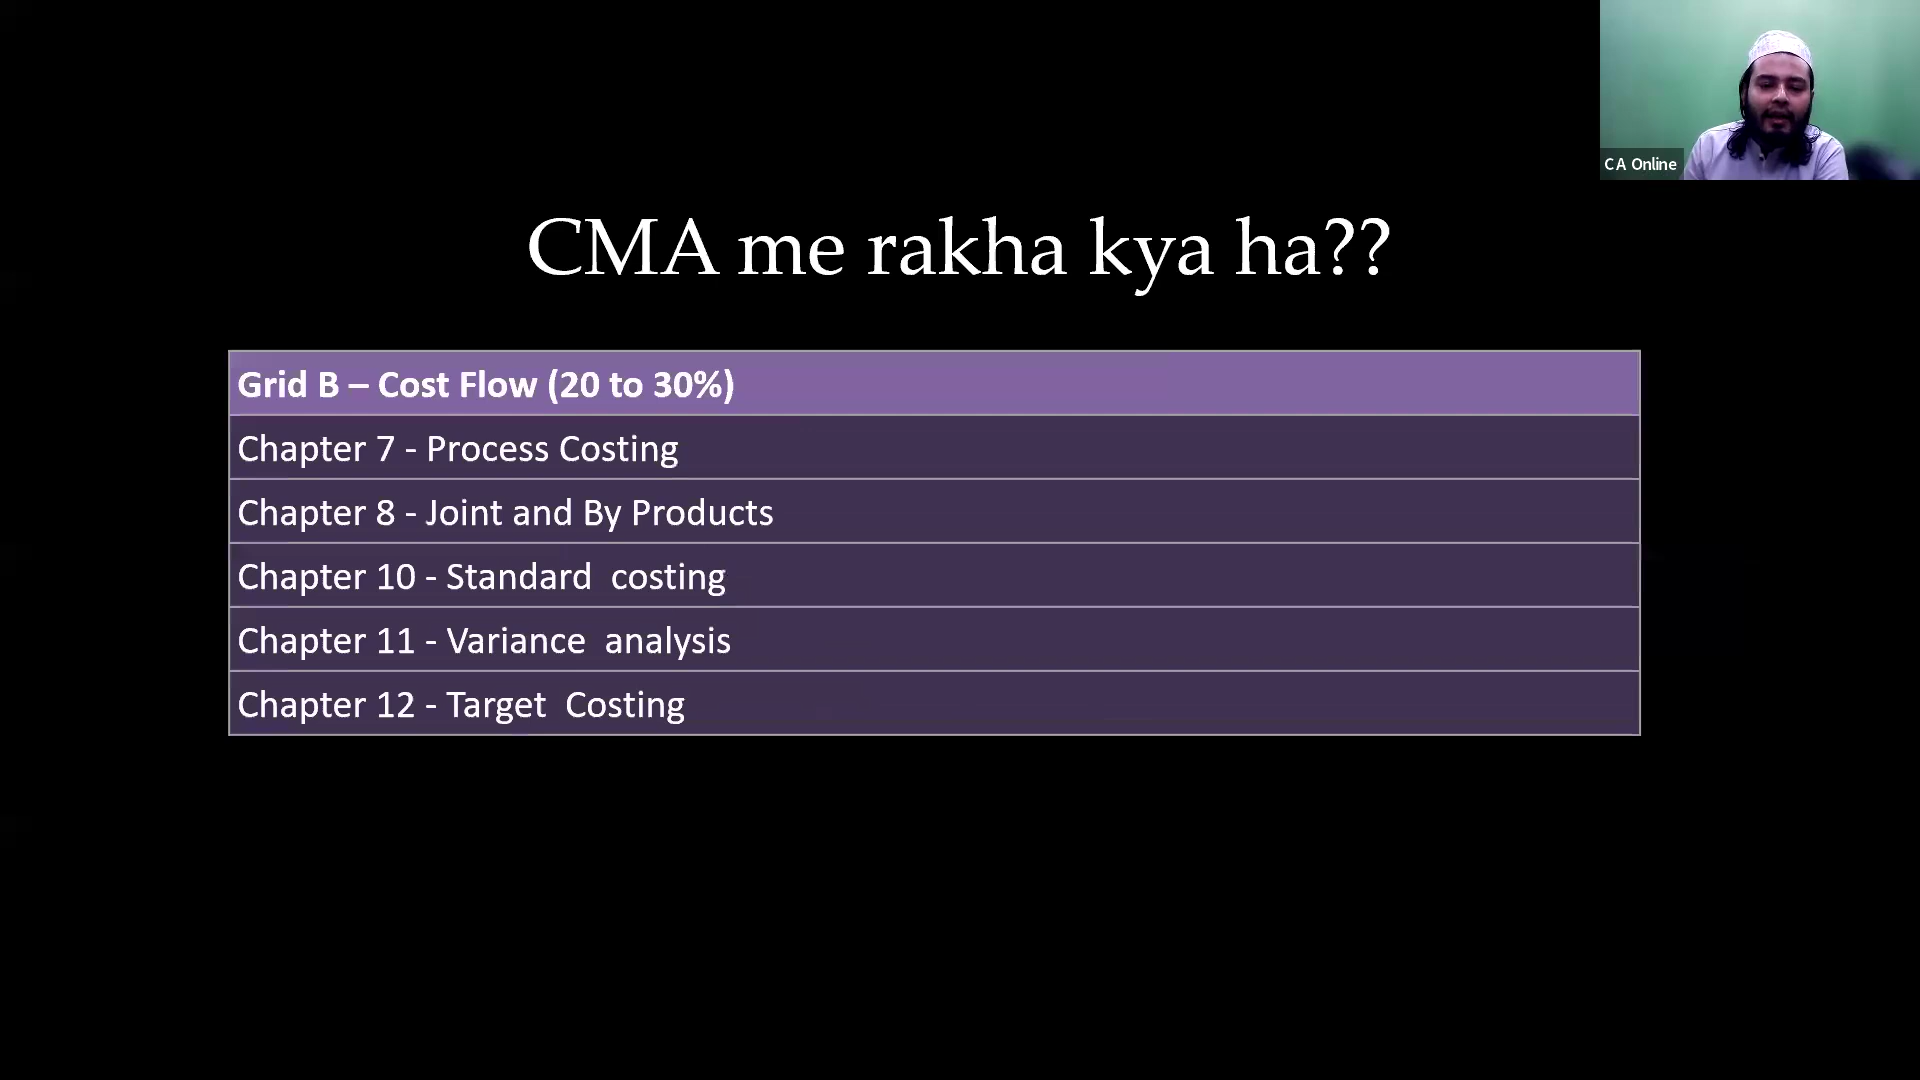 C A Online
CMA me rakha kya ha??
Grid B – Cost Flow (20 to 30%)
Chapter 7 - Process Costing
Chapter 8 - Joint and By Products
Chapter 10 - Standard  costing
Chapter 11 - Variance  analysis
Chapter 12 - Target  Costing